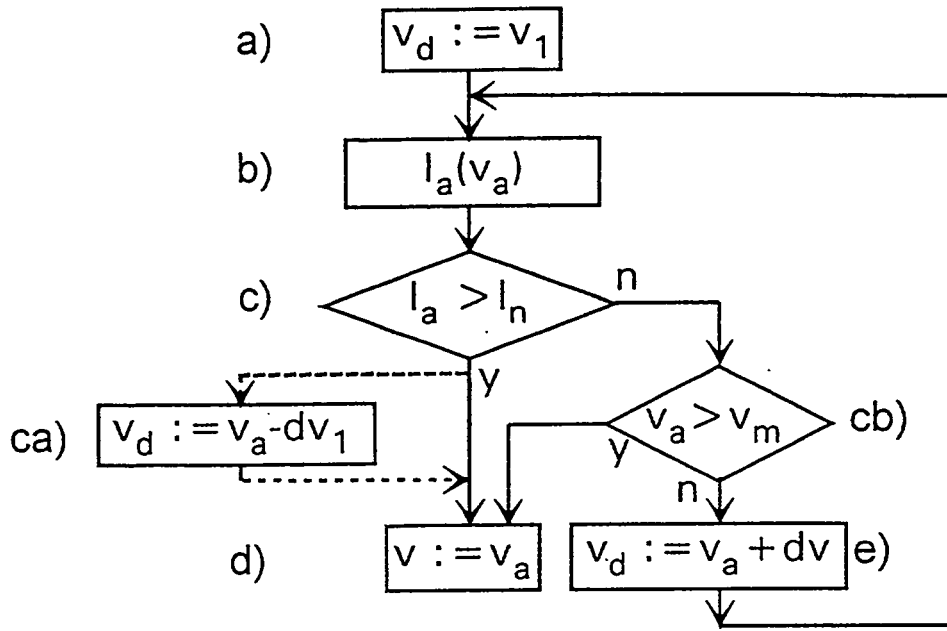 a) v_d := v_1
b) I_a(v_a)
c) I_a > I_n n
y
ca) v_d := v_a-dv_1
v_a > v_m cb)
y
n
d) v := v_a
v_d := v_a + dv e)